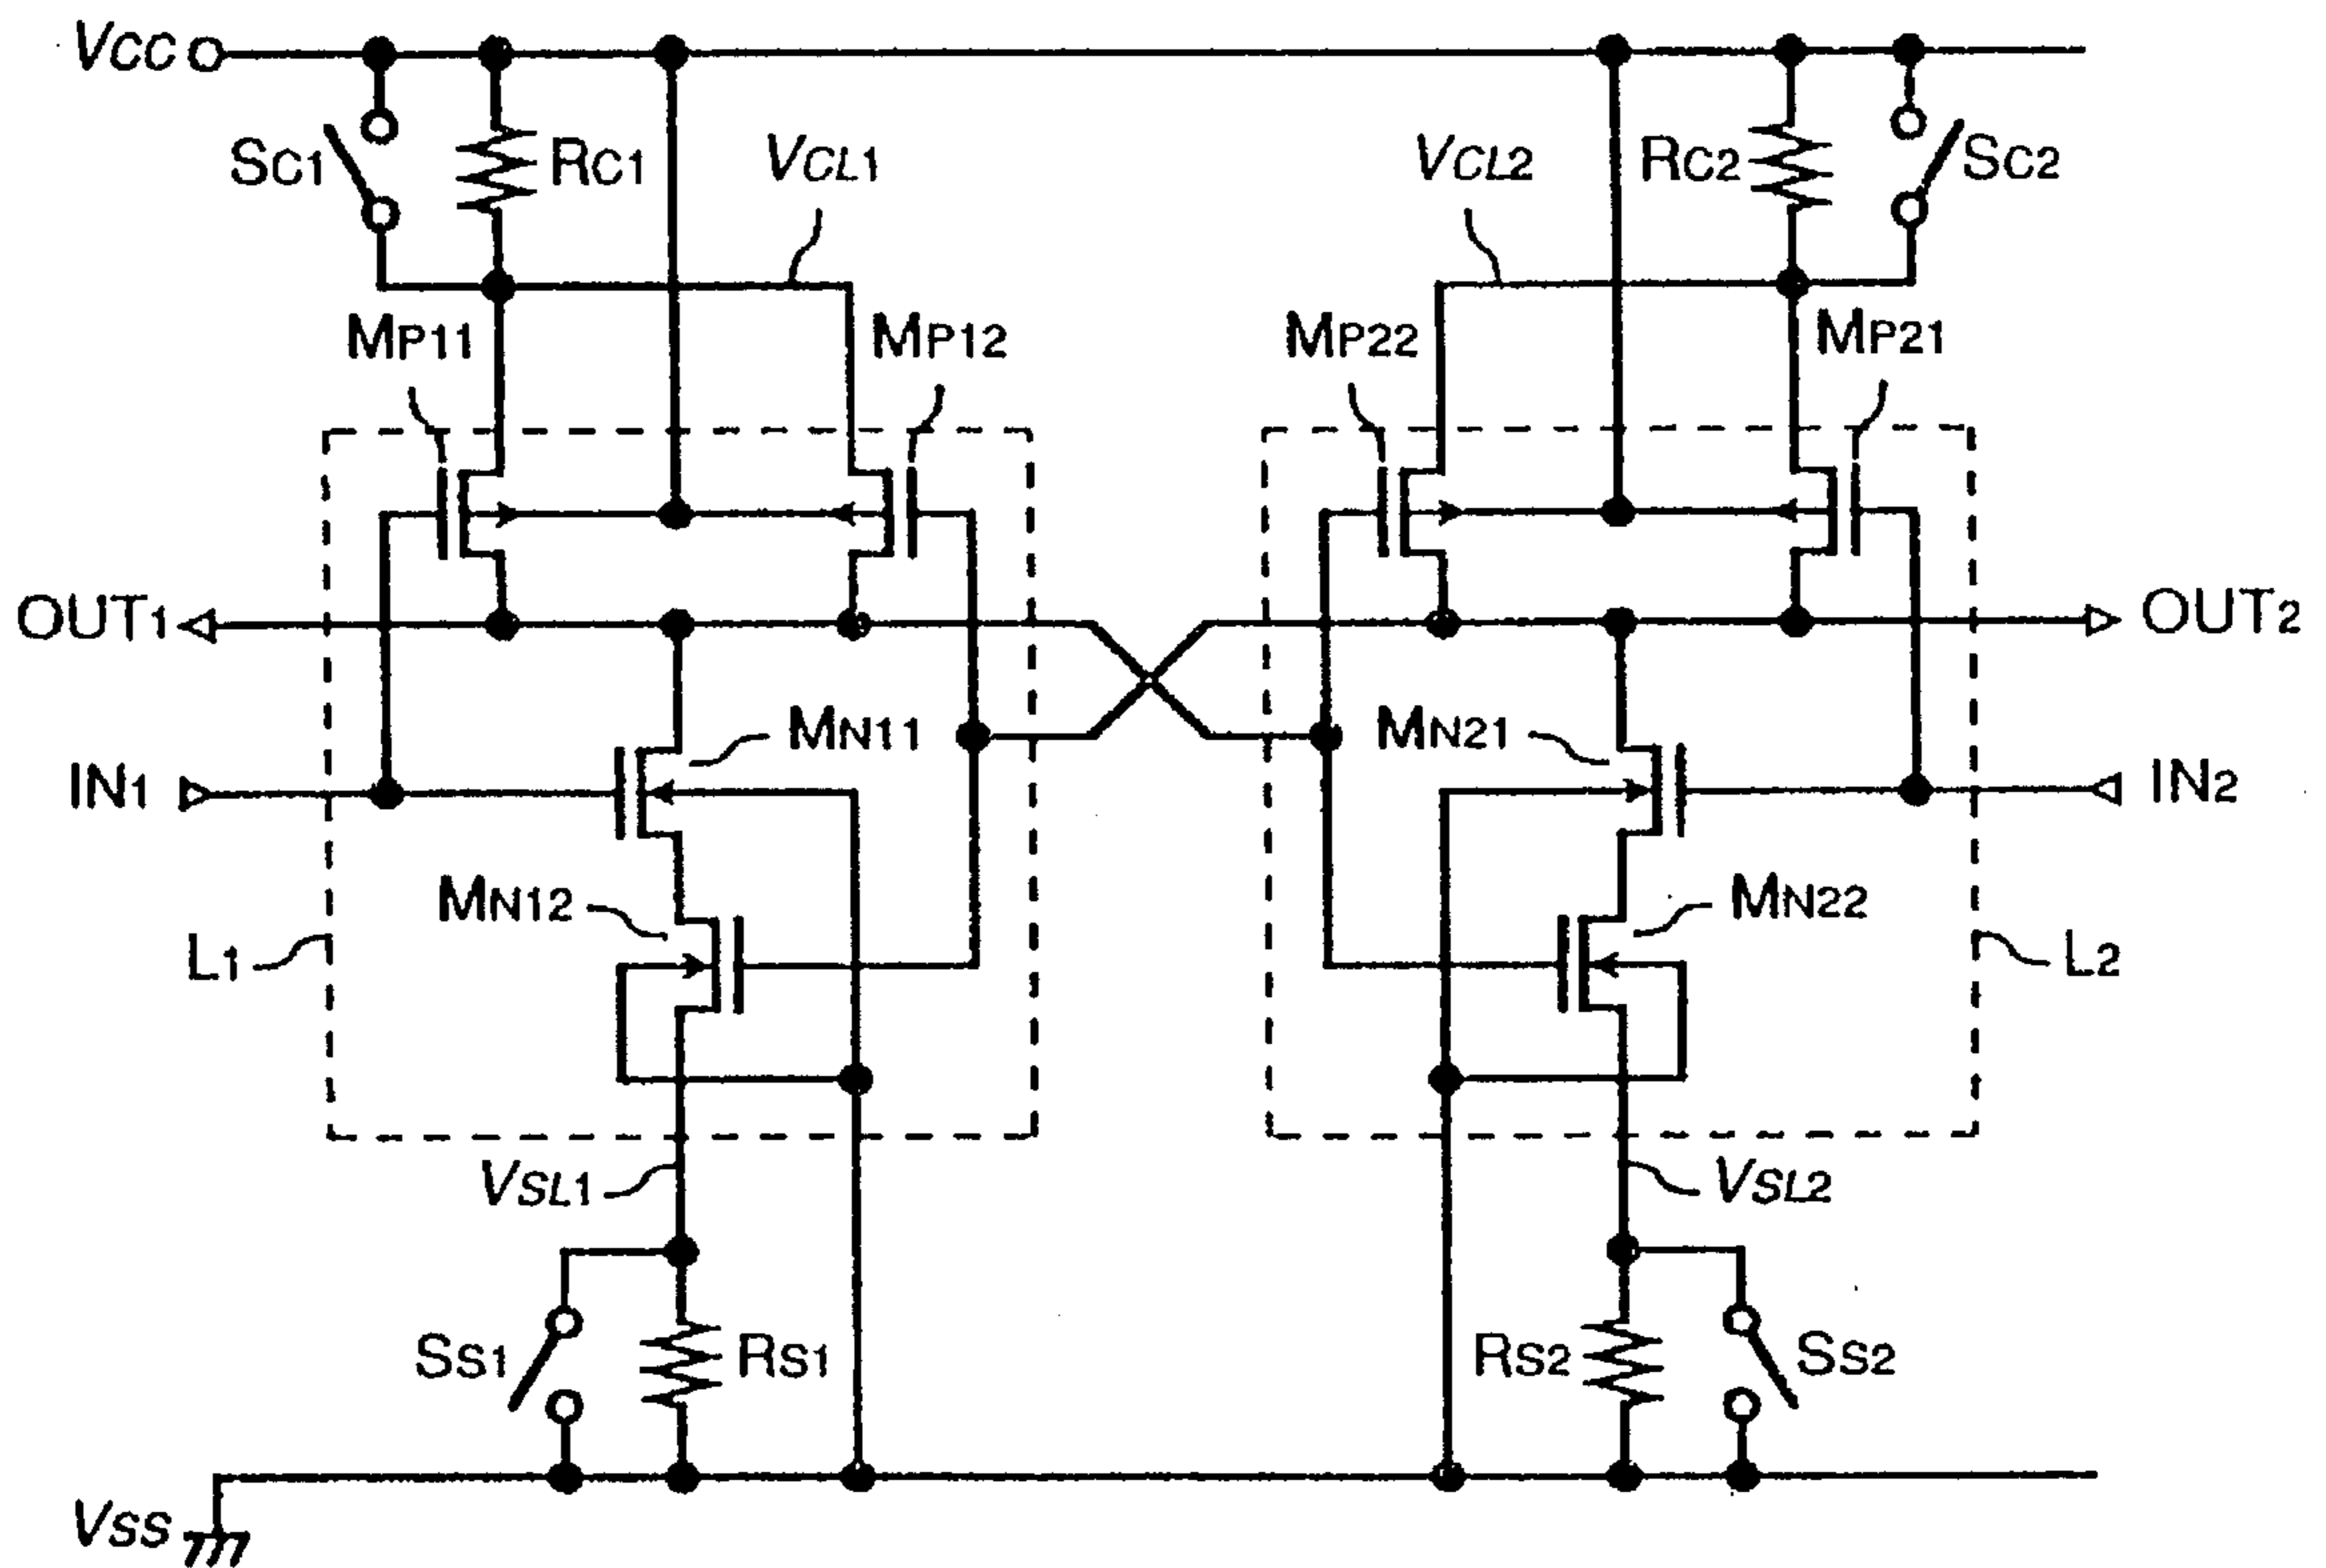 VCC
SC1
RC1
VCL1
VCL2
RC2
SC2
MP11
MP12
MP22
MP21
OUT1
OUT2
MN11
MN21
IN1
IN2
MN12
MN22
L1
L2
VSL1
VSL2
SS1
RS1
RS2
SS2
VSS